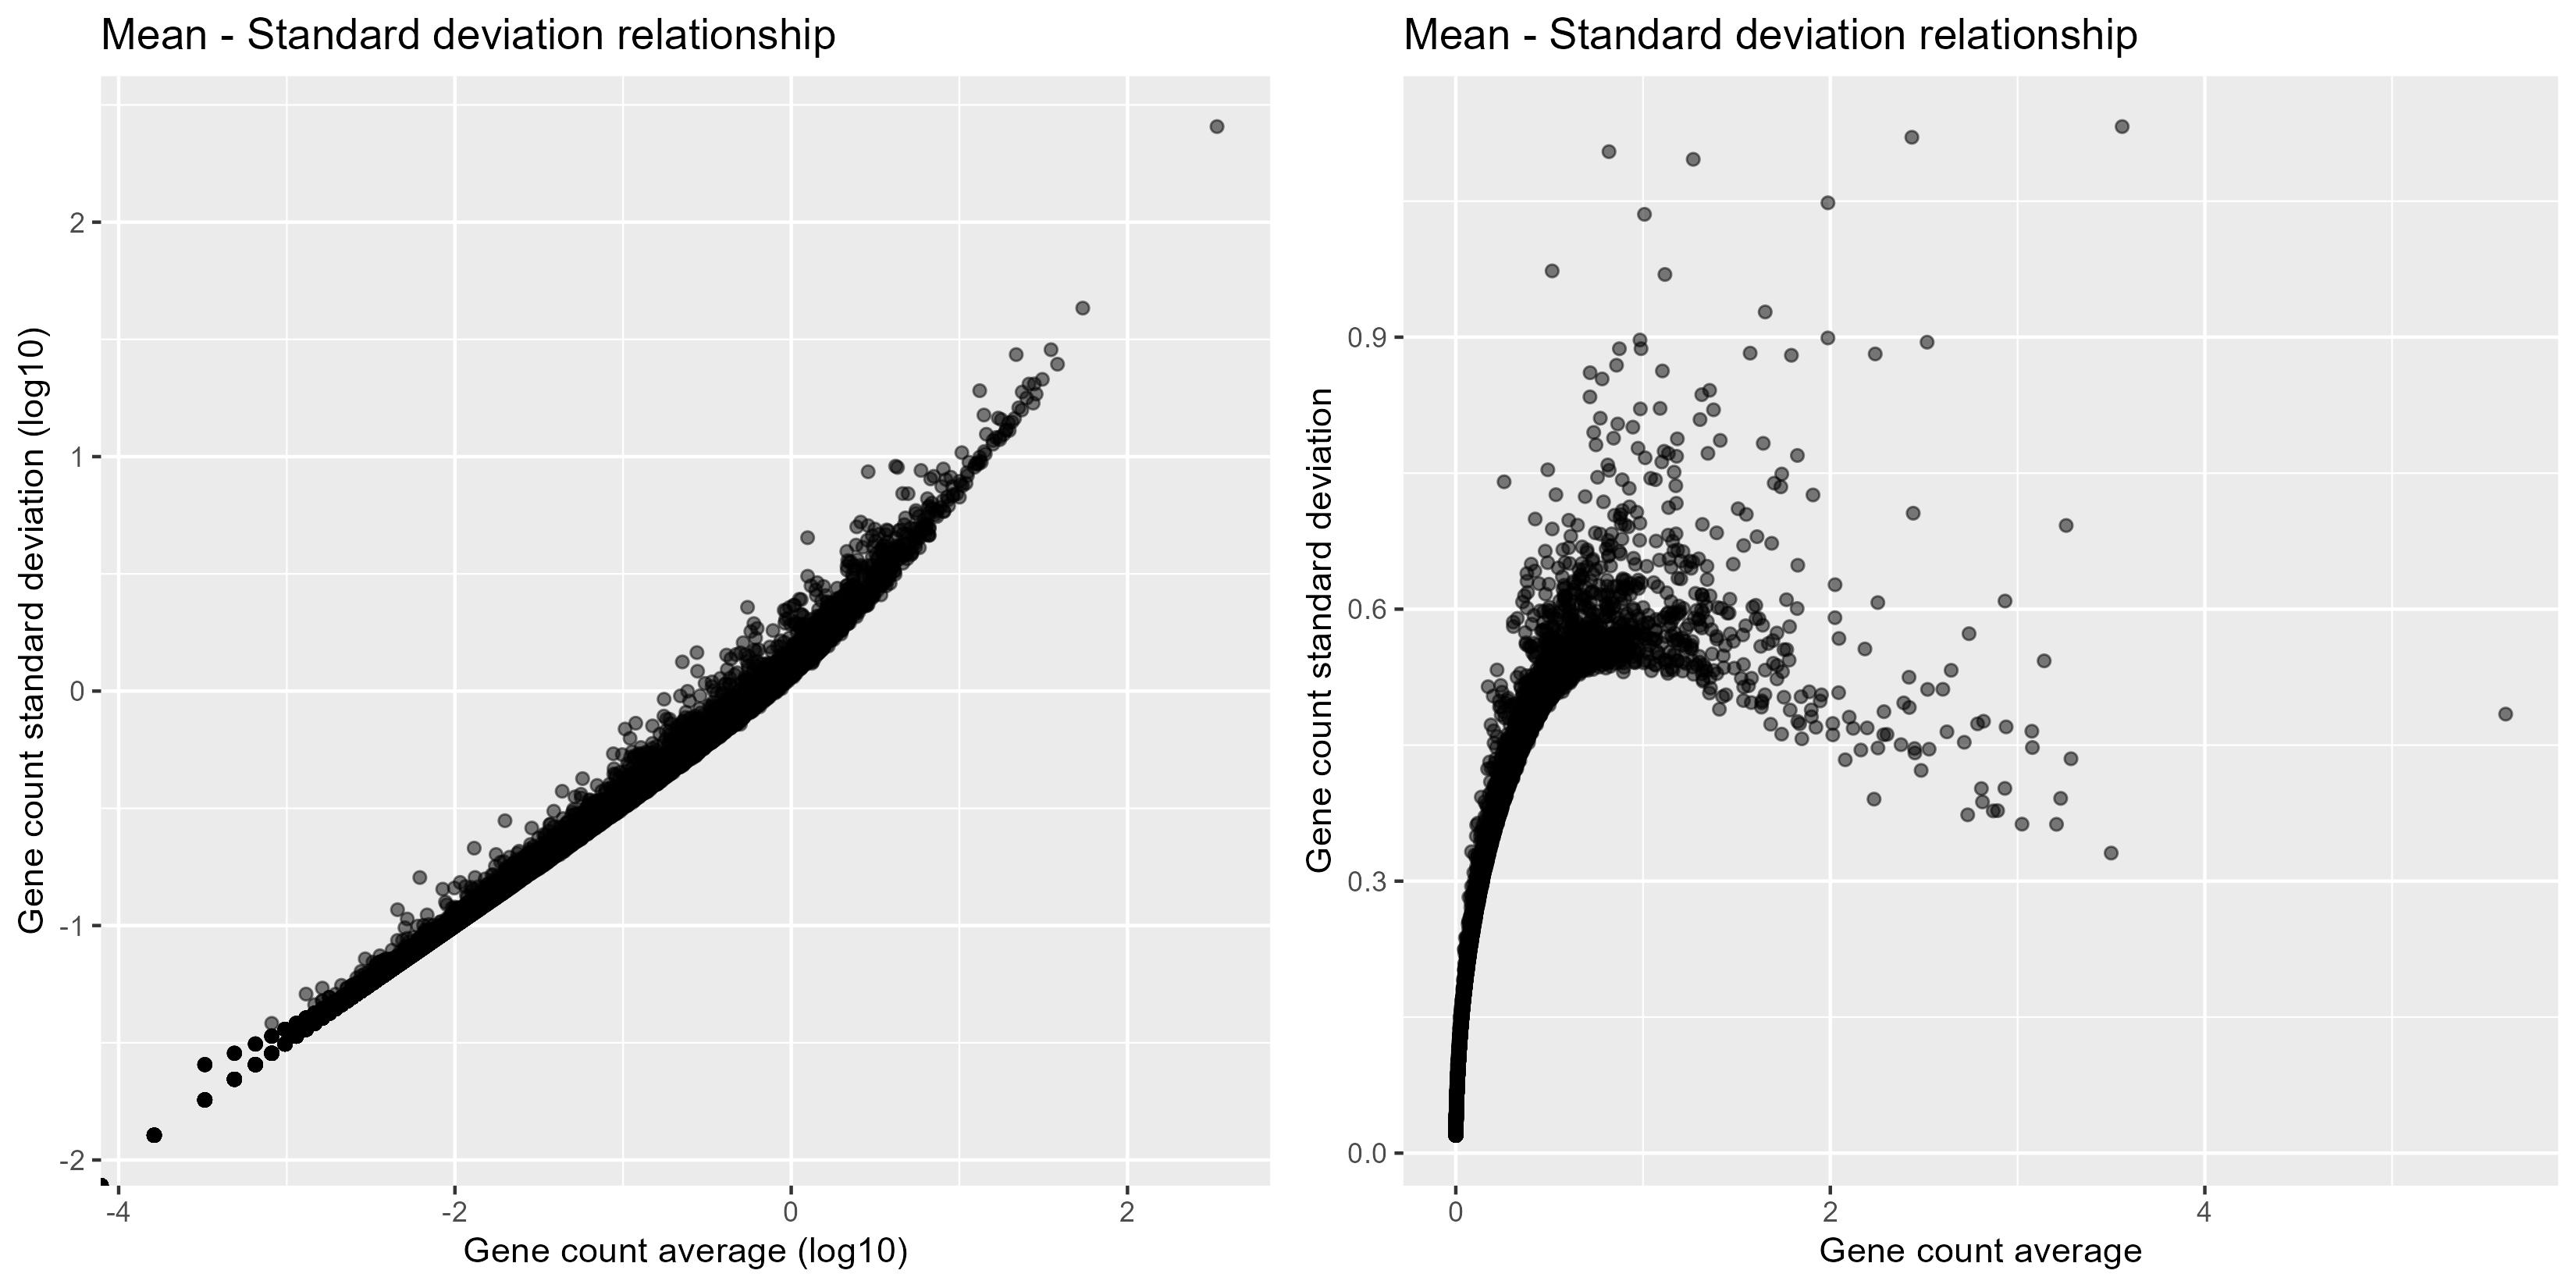 Mean - Standard deviation relationship
Gene count standard deviation (log10)
2
1
0
-1
-2
-4
-2
0
2
Gene count average (log10)
Mean - Standard deviation relationship
Gene count standard deviation
0.9
0.6
0.3
0.0
0
2
4
Gene count average